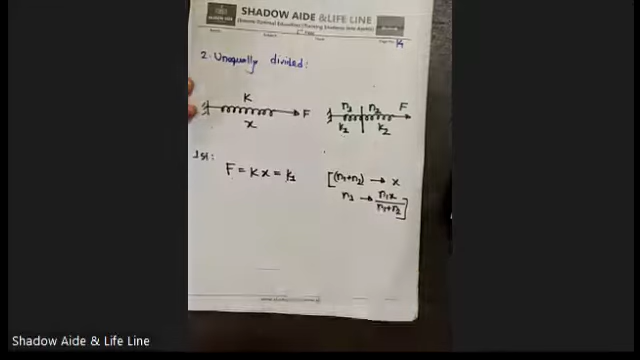 SHADOW AIDE & LIFE LINE
2. Unequally divided:
K
F
x
n₁ n₂ F
k₁ k₂
1st:
F = Kx = k₁
[(n₁+n₂) → x
n₁ → n₁x / n₁+n₂]
Shadow Aide & Life Line